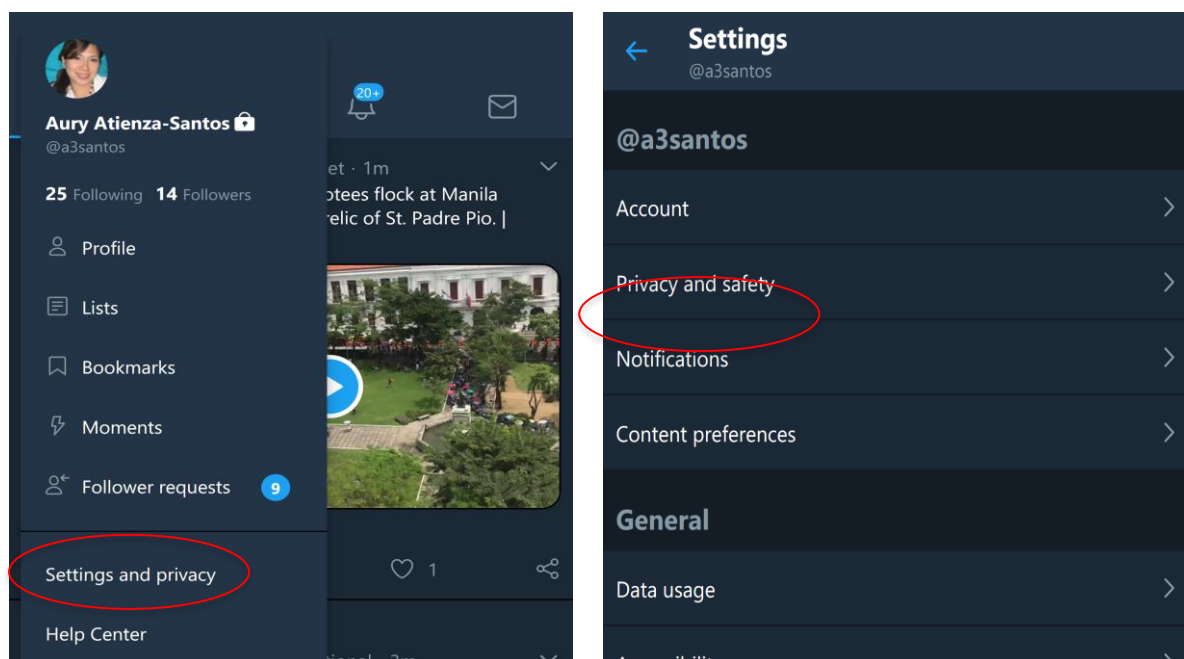 Aury Atienza-Santos
@a3santos
25 Following 14 Followers
Profile
Lists
Bookmarks
Moments
Follower requests 9
Settings and privacy
Help Center
20+
et · 1m
otees flock at Manila
relic of St. Padre Pio. |
1
Settings
@a3santos
@a3santos
Account
Privacy and safety
Notifications
Content preferences
General
Data usage